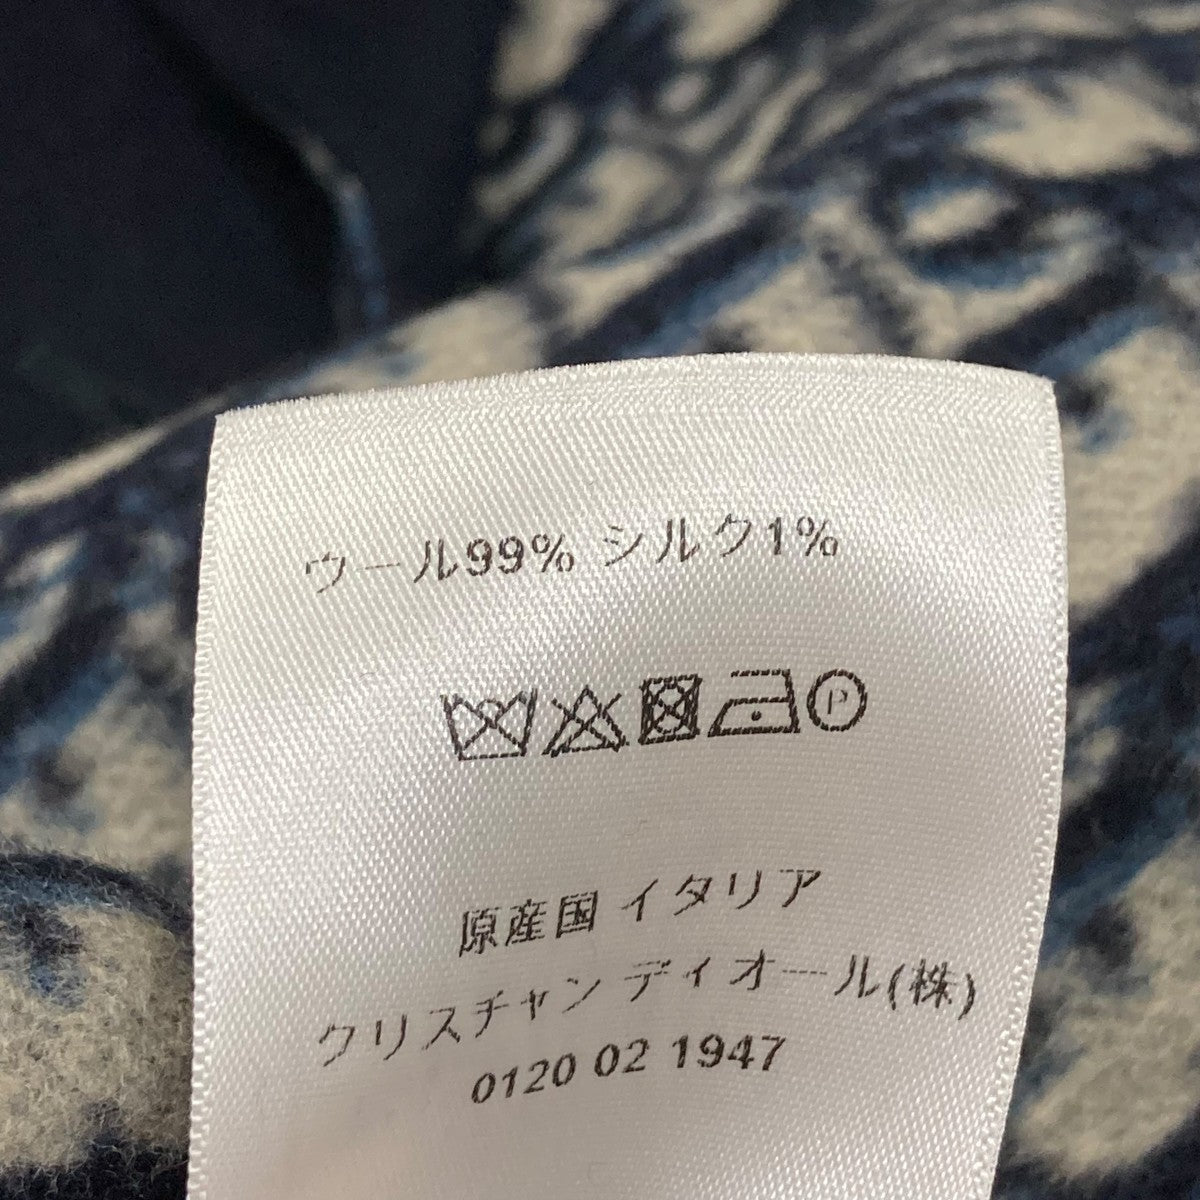 ウール99% シルク1%
P
原産国 イタリア
クリスチャン ディオール(株)
0120 02 1947